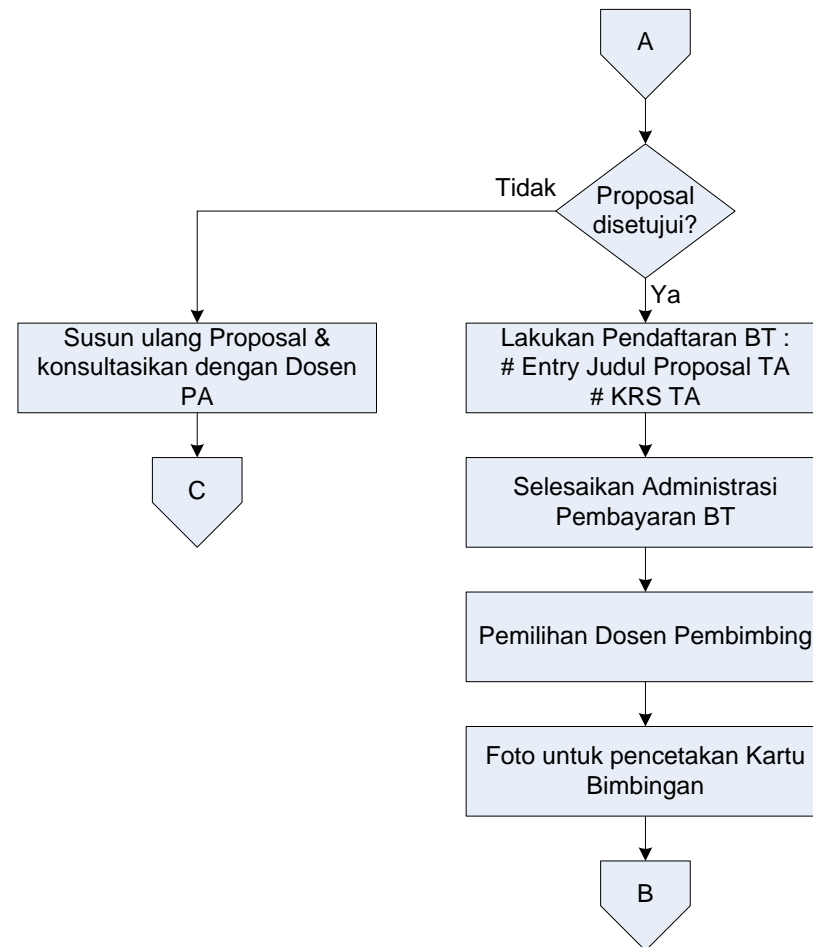 A
Tidak
Proposal
disetujui?
Ya
Susun ulang Proposal &
konsultasikan dengan Dosen
PA
Lakukan Pendaftaran BT :
# Entry Judul Proposal TA
# KRS TA
C
Selesaikan Administrasi
Pembayaran BT
Pemilihan Dosen Pembimbing
Foto untuk pencetakan Kartu
Bimbingan
B